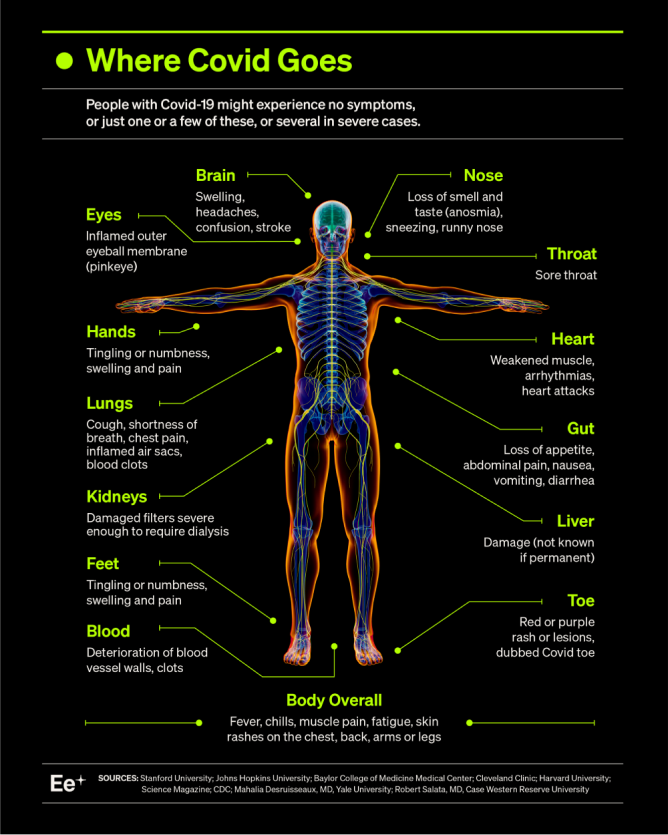 Where Covid Goes
People with Covid-19 might experience no symptoms,
or just one or a few of these, or several in severe cases.
Brain
Swelling,
headaches,
confusion, stroke
Nose
Loss of smell and
taste (anosmia),
sneezing, runny nose
Eyes
Inflamed outer
eyeball membrane
(pinkeye)
Throat
Sore throat
Hands
Tingling or numbness,
swelling and pain
Heart
Weakened muscle,
arrhythmias,
heart attacks
Lungs
Cough, shortness of
breath, chest pain,
inflamed air sacs,
blood clots
Gut
Loss of appetite,
abdominal pain, nausea,
vomiting, diarrhea
Kidneys
Damaged filters severe
enough to require dialysis
Liver
Damage (not known
if permanent)
Feet
Tingling or numbness,
swelling and pain
Toe
Red or purple
rash or lesions,
dubbed Covid toe
Blood
Deterioration of blood
vessel walls, clots
Body Overall
Fever, chills, muscle pain, fatigue, skin
rashes on the chest, back, arms or legs
Ee+
SOURCES: Stanford University; Johns Hopkins University; Baylor College of Medicine Medical Center; Cleveland Clinic; Harvard University;
Science Magazine; CDC; Mahalia Desruisseaux, MD, Yale University; Robert Salata, MD, Case Western Reserve University